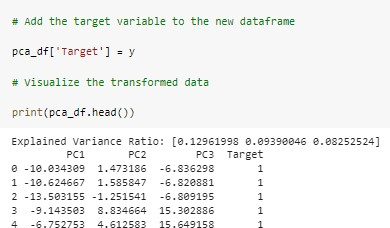 # Add the target variable to the new dataframe
pca_df['Target'] = y
# Visualize the transformed data
print(pca_df.head())
Explained Variance Ratio: [0.12961998 0.09390046 0.08252524]
PC1 PC2 PC3 Target
0 -10.034309 1.473186 -6.836298 1
1 -10.624667 1.585847 -6.820881 1
2 -13.503155 -1.251541 -6.809195 1
3 -9.143503 8.834664 15.302886 1
4 -6.752753 4.612583 15.649158 1